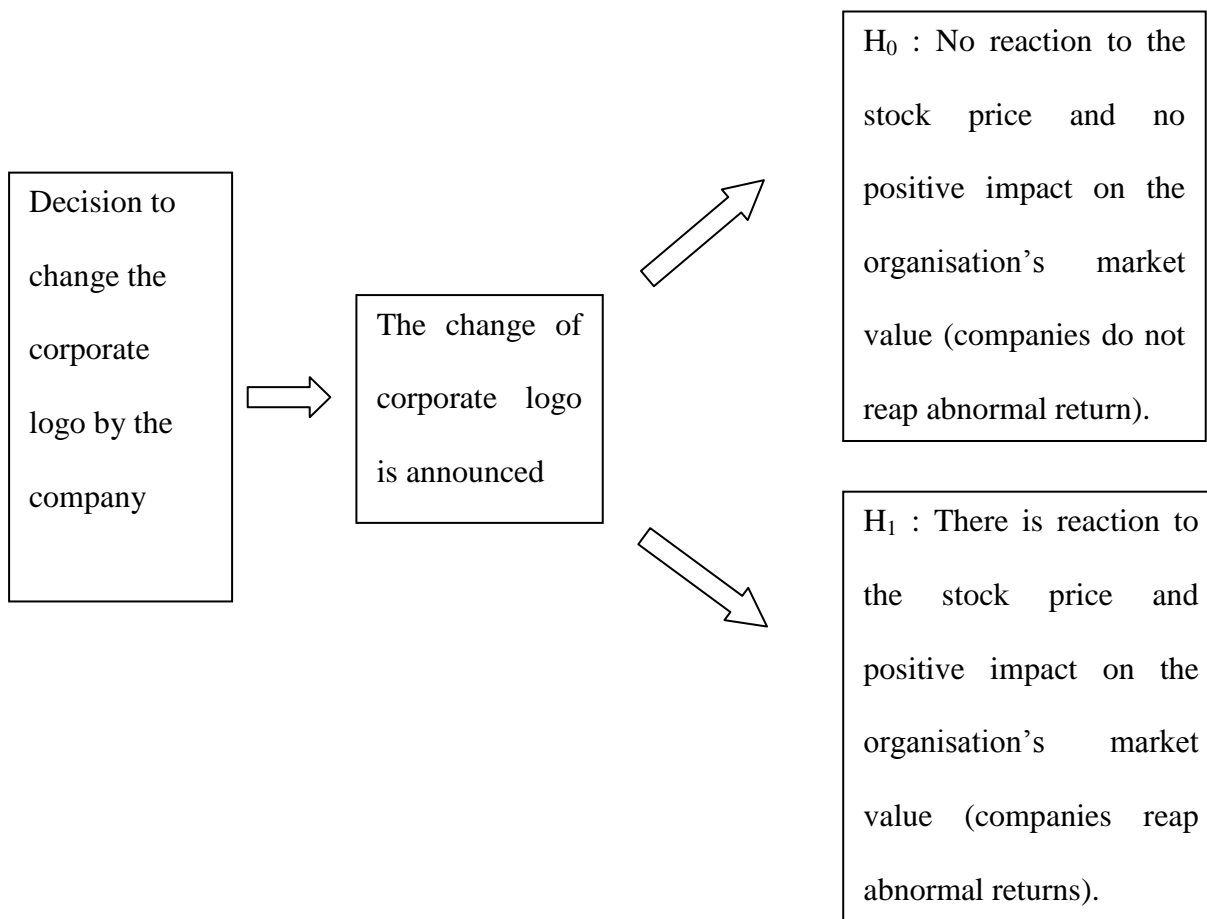 Decision to
change the
corporate
logo by the
company
The change of
corporate logo
is announced
H₀ : No reaction to the
stock price and no
positive impact on the
organisation’s market
value (companies do not
reap abnormal return).
H₁ : There is reaction to
the stock price and
positive impact on the
organisation’s market
value (companies reap
abnormal returns).